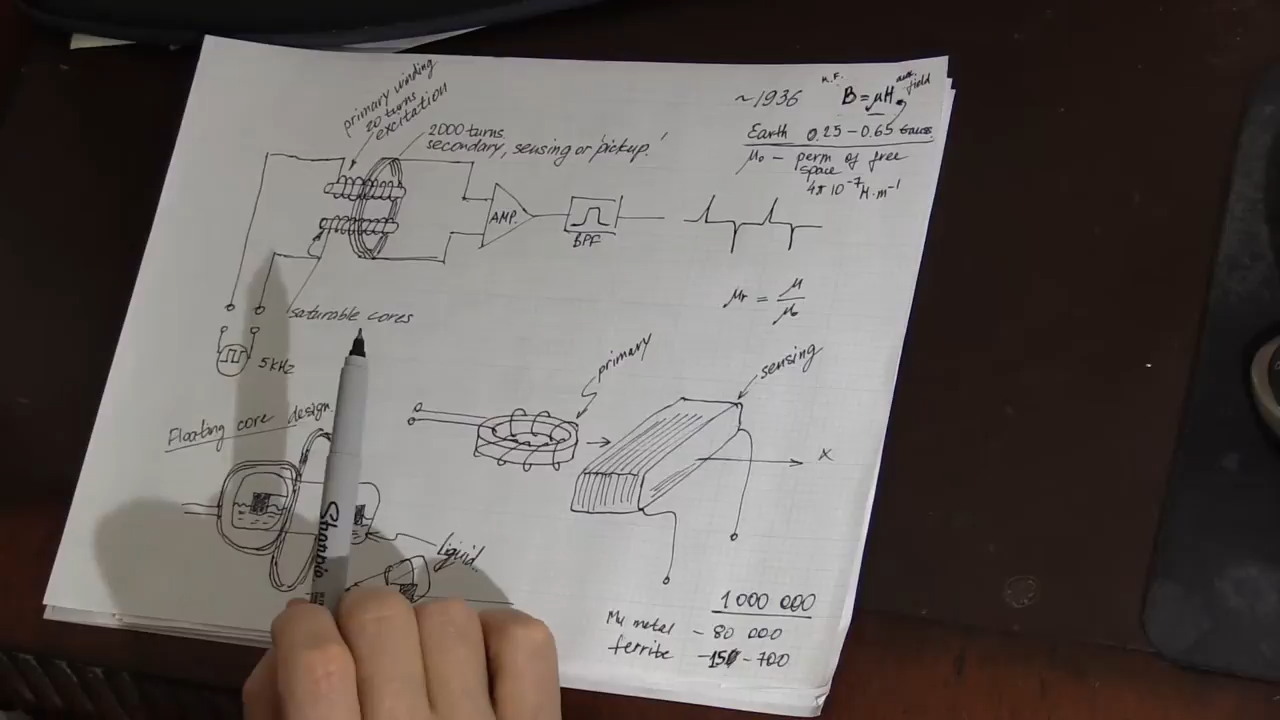 primary winding
20 turns
excitation
2000 turns
secondary, sensing or 'pickup.'
AMP.
BPF
saturable cores
5kHz
~1936
H.F.
B = μH
aux. field
Earth 0.25 – 0.65 Gauss
μ₀ – perm of free
space
4π 10⁻⁷ H·m⁻¹
μr = μ / μ₀
Floating core design
Liquid..
primary
sensing
X
1 000 000
Mu metal – 80 000
ferrite – 150 – 700
Sharpie